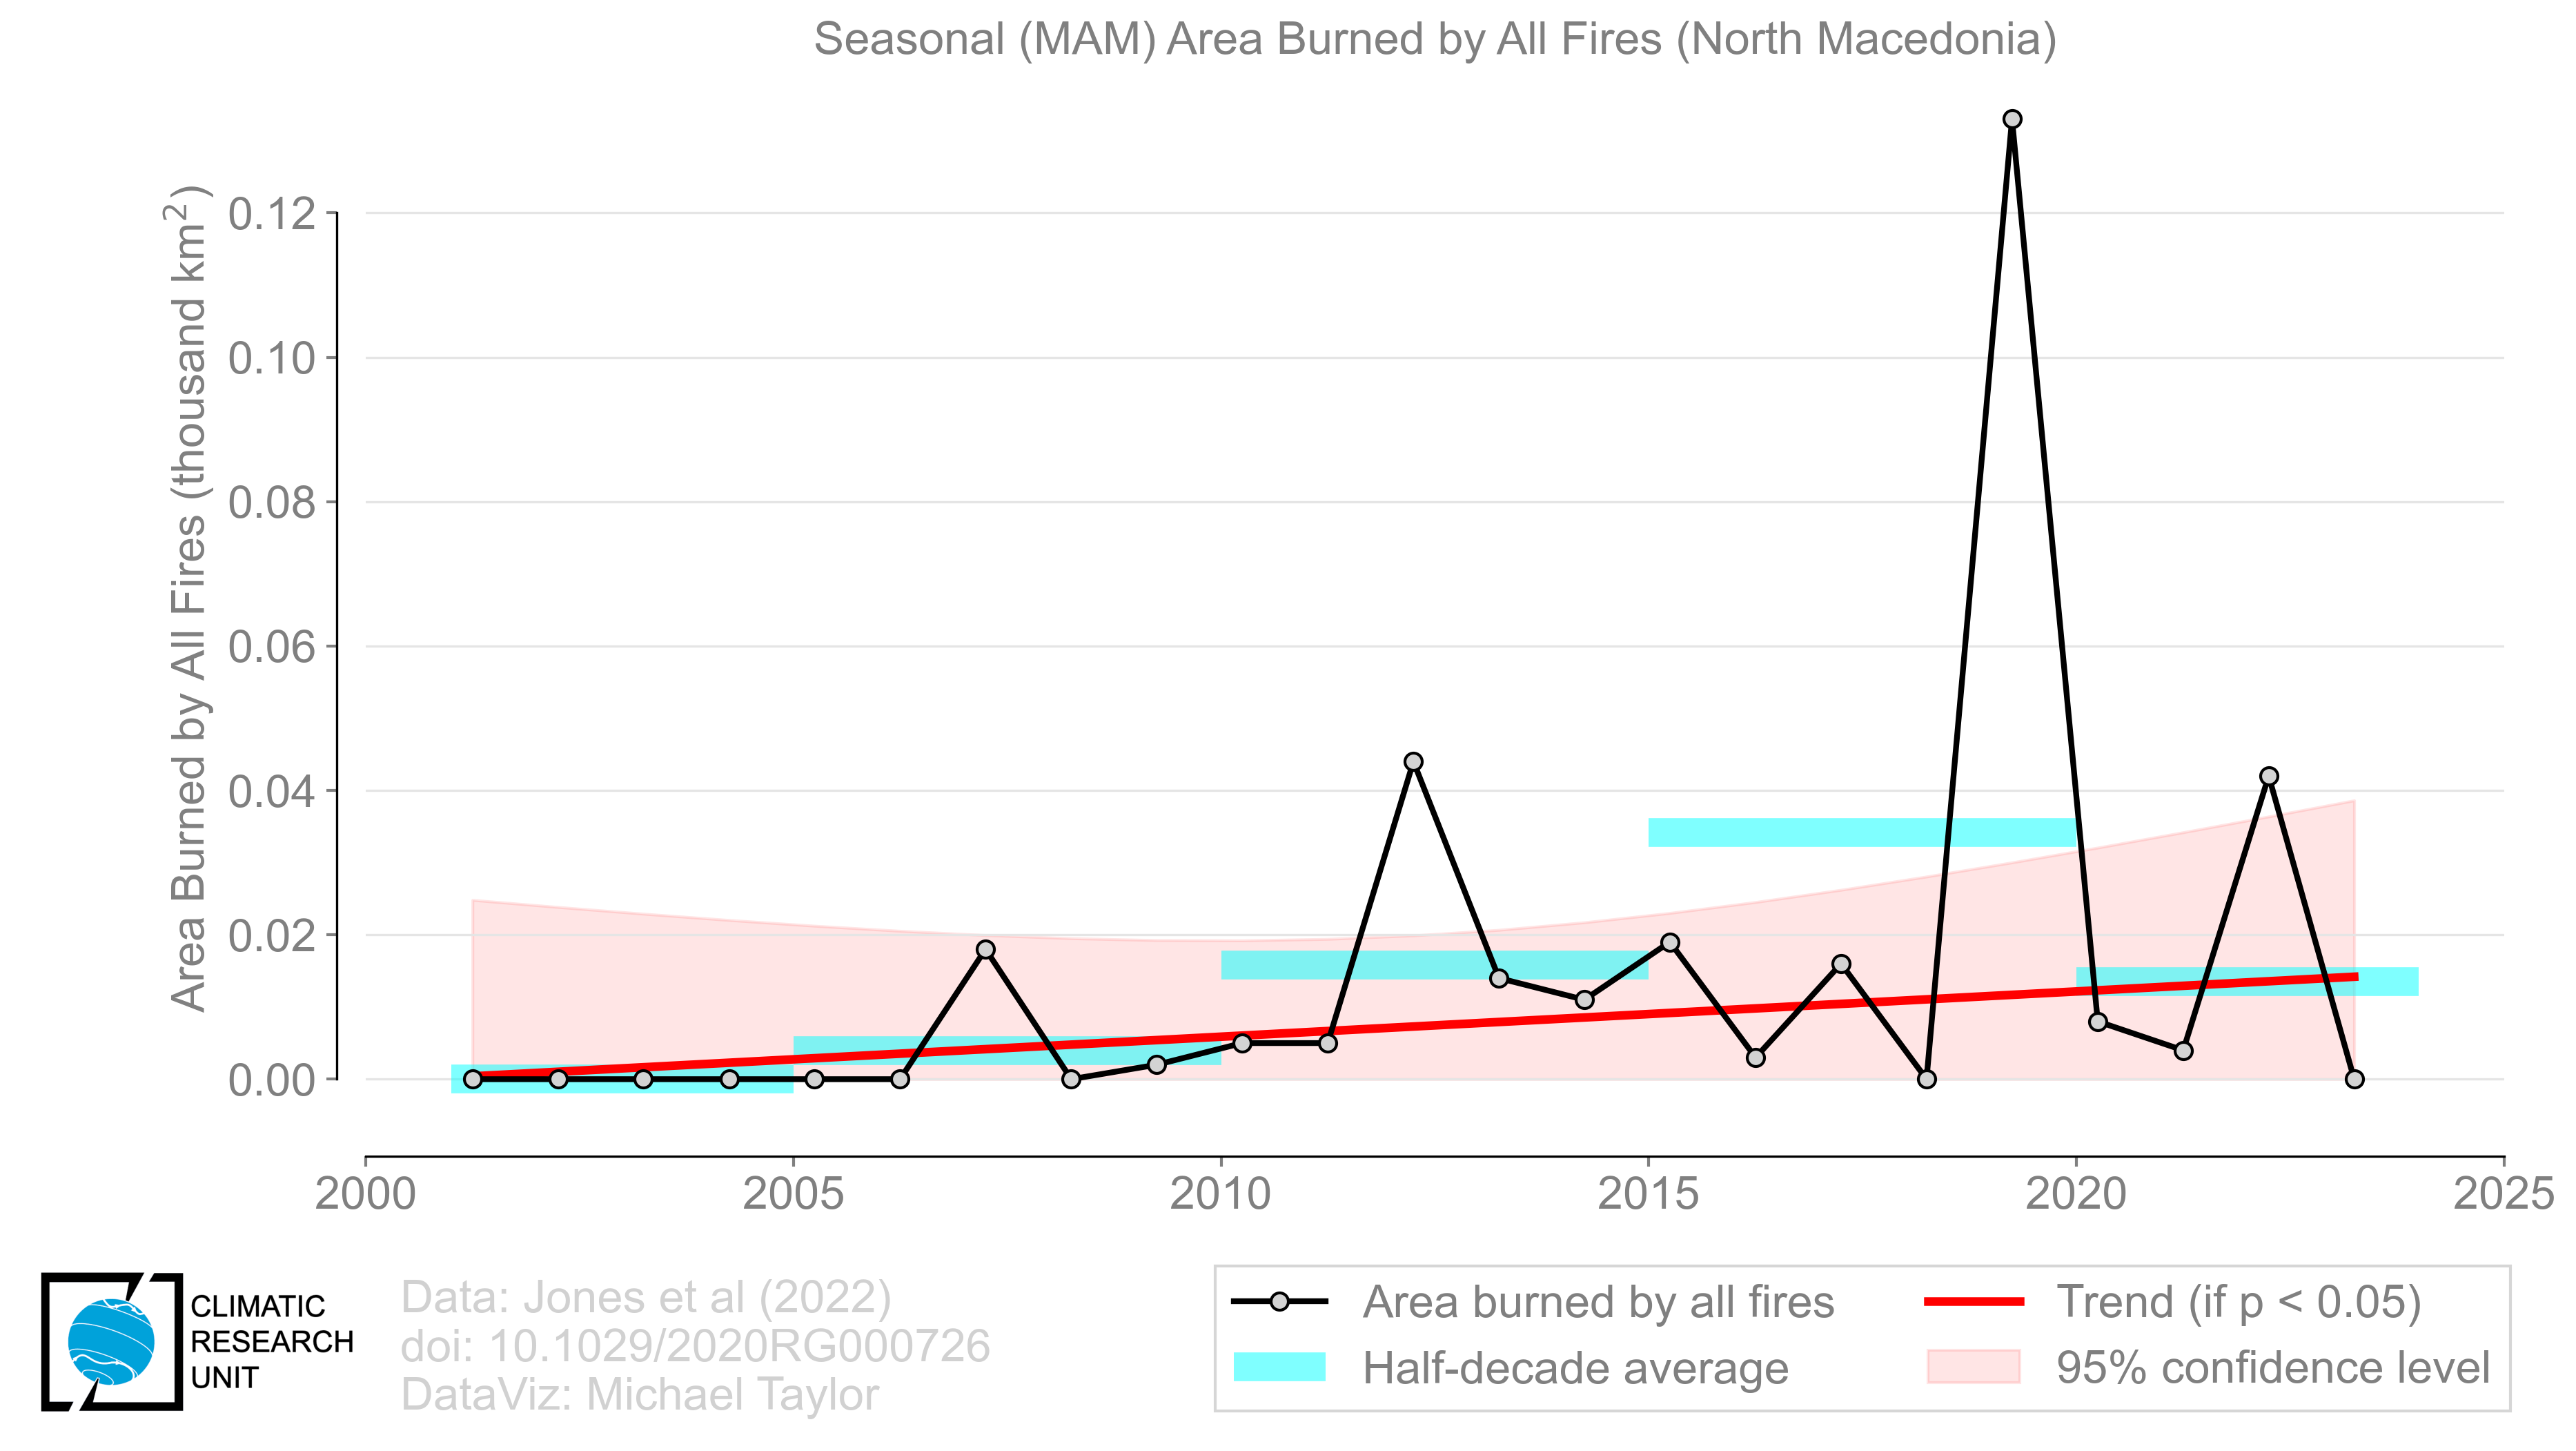 Seasonal (MAM) Area Burned by All Fires (North Macedonia)
Area Burned by All Fires (thousand km²)
0.12
0.10
0.08
0.06
0.04
0.02
0.00
2000 2005 2010 2015 2020 2025
CLIMATIC
RESEARCH
UNIT
Data: Jones et al (2022)
doi: 10.1029/2020RG000726
DataViz: Michael Taylor
Area burned by all fires
Half-decade average
Trend (if p < 0.05)
95% confidence level